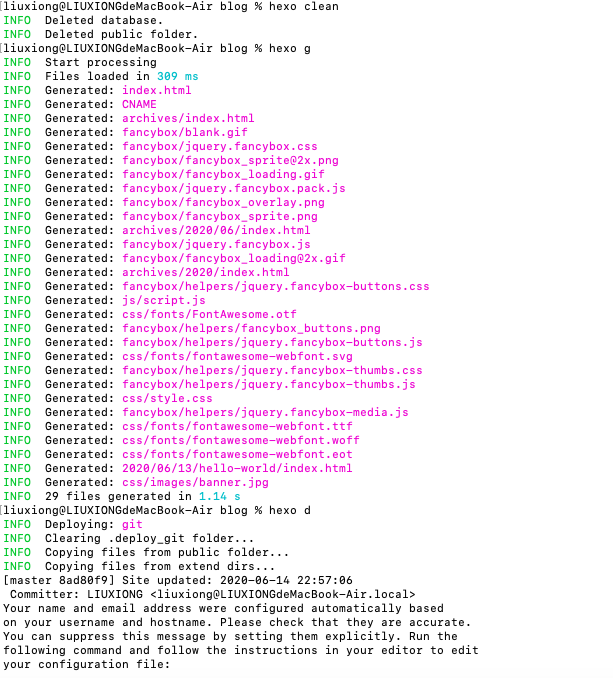 [liuxiong@LIUXIONGdeMacBook-Air blog % hexo clean
INFO  Deleted database.
INFO  Deleted public folder.
[liuxiong@LIUXIONGdeMacBook-Air blog % hexo g
INFO  Start processing
INFO  Files loaded in 309 ms
INFO  Generated: index.html
INFO  Generated: CNAME
INFO  Generated: archives/index.html
INFO  Generated: fancybox/blank.gif
INFO  Generated: fancybox/jquery.fancybox.css
INFO  Generated: fancybox/fancybox_sprite@2x.png
INFO  Generated: fancybox/fancybox_loading.gif
INFO  Generated: fancybox/jquery.fancybox.pack.js
INFO  Generated: fancybox/fancybox_overlay.png
INFO  Generated: fancybox/fancybox_sprite.png
INFO  Generated: archives/2020/06/index.html
INFO  Generated: fancybox/jquery.fancybox.js
INFO  Generated: fancybox/fancybox_loading@2x.gif
INFO  Generated: archives/2020/index.html
INFO  Generated: fancybox/helpers/jquery.fancybox-buttons.css
INFO  Generated: js/script.js
INFO  Generated: css/fonts/FontAwesome.otf
INFO  Generated: fancybox/helpers/fancybox_buttons.png
INFO  Generated: fancybox/helpers/jquery.fancybox-buttons.js
INFO  Generated: css/fonts/fontawesome-webfont.svg
INFO  Generated: fancybox/helpers/jquery.fancybox-thumbs.css
INFO  Generated: fancybox/helpers/jquery.fancybox-thumbs.js
INFO  Generated: css/style.css
INFO  Generated: fancybox/helpers/jquery.fancybox-media.js
INFO  Generated: css/fonts/fontawesome-webfont.ttf
INFO  Generated: css/fonts/fontawesome-webfont.woff
INFO  Generated: css/fonts/fontawesome-webfont.eot
INFO  Generated: 2020/06/13/hello-world/index.html
INFO  Generated: css/images/banner.jpg
INFO  29 files generated in 1.14 s
[liuxiong@LIUXIONGdeMacBook-Air blog % hexo d
INFO  Deploying: git
INFO  Clearing .deploy_git folder...
INFO  Copying files from public folder...
INFO  Copying files from extend dirs...
[master 8ad80f9] Site updated: 2020-06-14 22:57:06
 Committer: LIUXIONG <liuxiong@LIUXIONGdeMacBook-Air.local>
Your name and email address were configured automatically based
on your username and hostname. Please check that they are accurate.
You can suppress this message by setting them explicitly. Run the
following command and follow the instructions in your editor to edit
your configuration file: